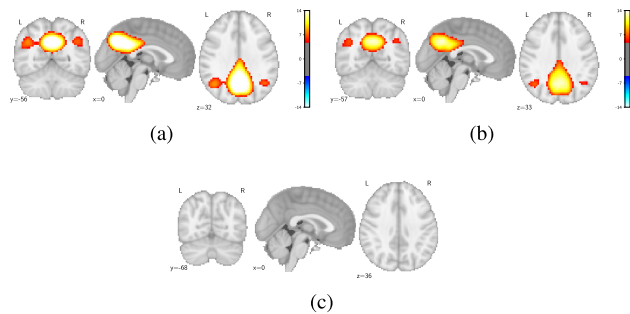 L R
14
7
0
-7
-14
y=-56 x=0 z=32
(a)
L R
14
7
0
-7
-14
y=-57 x=0 z=33
(b)
L R
y=-68 x=0 z=36
(c)